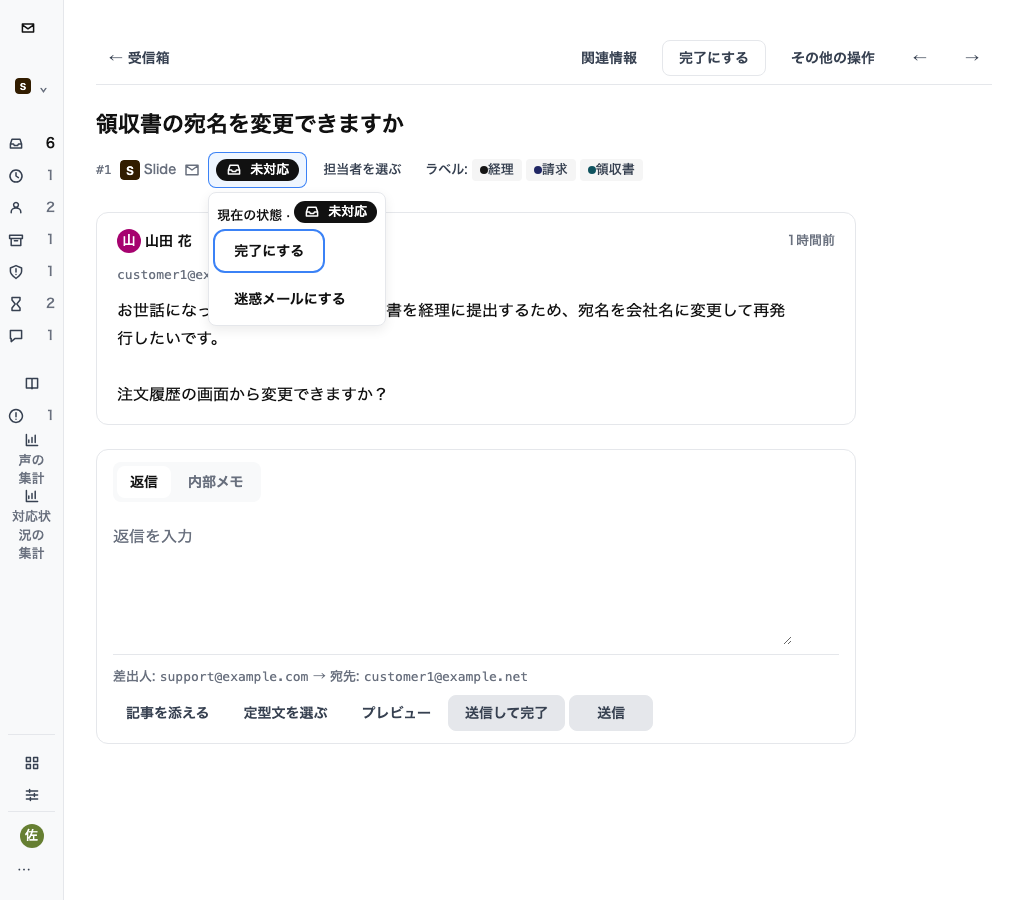 ← 受信箱
関連情報
完了にする
その他の操作
←
→
S
6
1
2
1
1
2
1
1
声の
集計
対応状
況の
集計
佐
…
領収書の宛名を変更できますか
#1 S Slide 未対応 担当者を選ぶ ラベル: 経理 請求 領収書
現在の状態 · 未対応
完了にする
迷惑メールにする
山 山田 花
1時間前
customer1@ex
お世話になっ
書を経理に提出するため、宛名を会社名に変更して再発
行したいです。
注文履歴の画面から変更できますか？
返信 内部メモ
返信を入力
差出人: support@example.com → 宛先: customer1@example.net
記事を添える 定型文を選ぶ プレビュー 送信して完了 送信